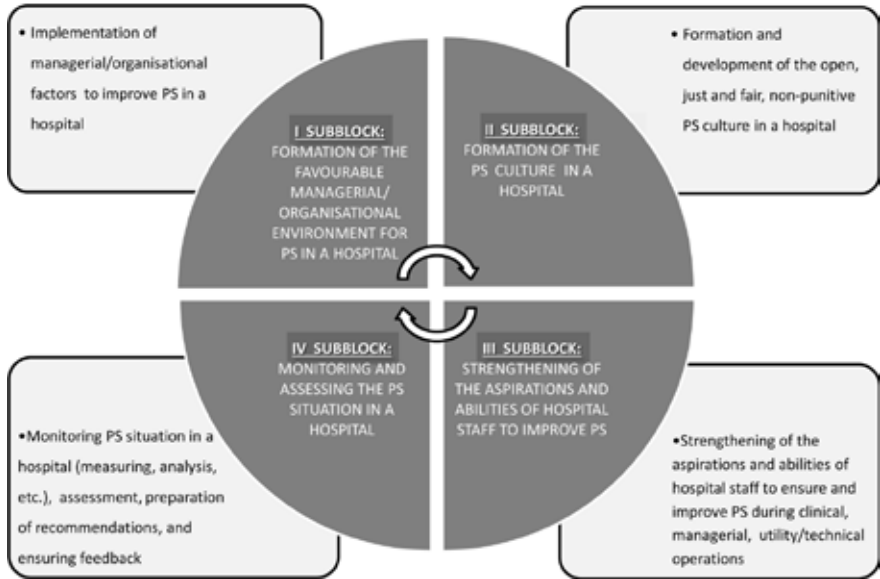 • Implementation of
managerial/organisational
factors to improve PS in a
hospital
• Formation and
development of the open,
just and fair, non-punitive
PS culture in a hospital
I SUBBLOCK:
FORMATION OF THE
FAVOURABLE
MANAGERIAL/
ORGANISATIONAL
ENVIRONMENT FOR
PS IN A HOSPITAL
II SUBBLOCK:
FORMATION OF THE
PS CULTURE IN A
HOSPITAL
IV SUBBLOCK:
MONITORING AND
ASSESSING THE PS
SITUATION IN A
HOSPITAL
III SUBBLOCK:
STRENGTHENING OF
THE ASPIRATIONS AND
ABILITIES OF HOSPITAL
STAFF TO IMPROVE PS
•Monitoring PS situation in a
hospital (measuring, analysis,
etc.), assessment, preparation
of recommendations, and
ensuring feedback
•Strengthening of the
aspirations and abilities of
hospital staff to ensure and
improve PS during clinical,
managerial, utility/technical
operations